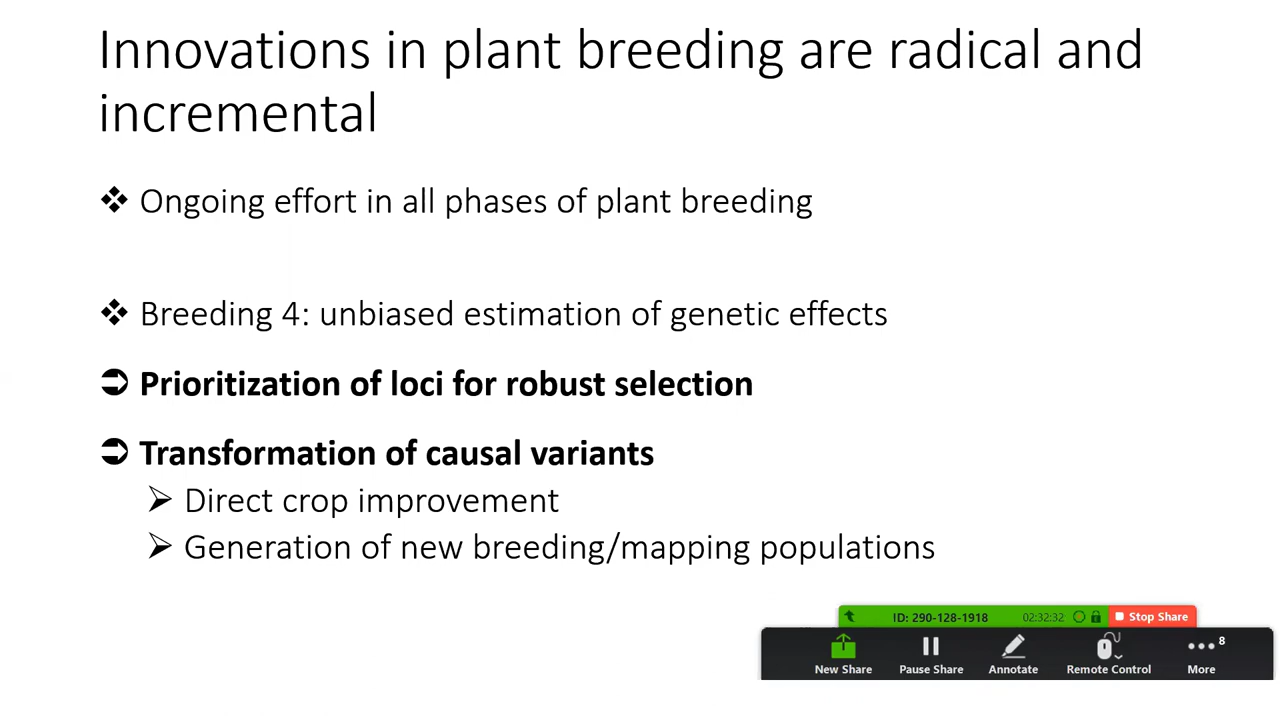 Innovations in plant breeding are radical and
incremental
❖ Ongoing effort in all phases of plant breeding
❖ Breeding 4: unbiased estimation of genetic effects
➲ Prioritization of loci for robust selection
➲ Transformation of causal variants
➢ Direct crop improvement
➢ Generation of new breeding/mapping populations
ID: 290-128-1918 02:32:32 Stop Share
New Share Pause Share Annotate Remote Control More 8